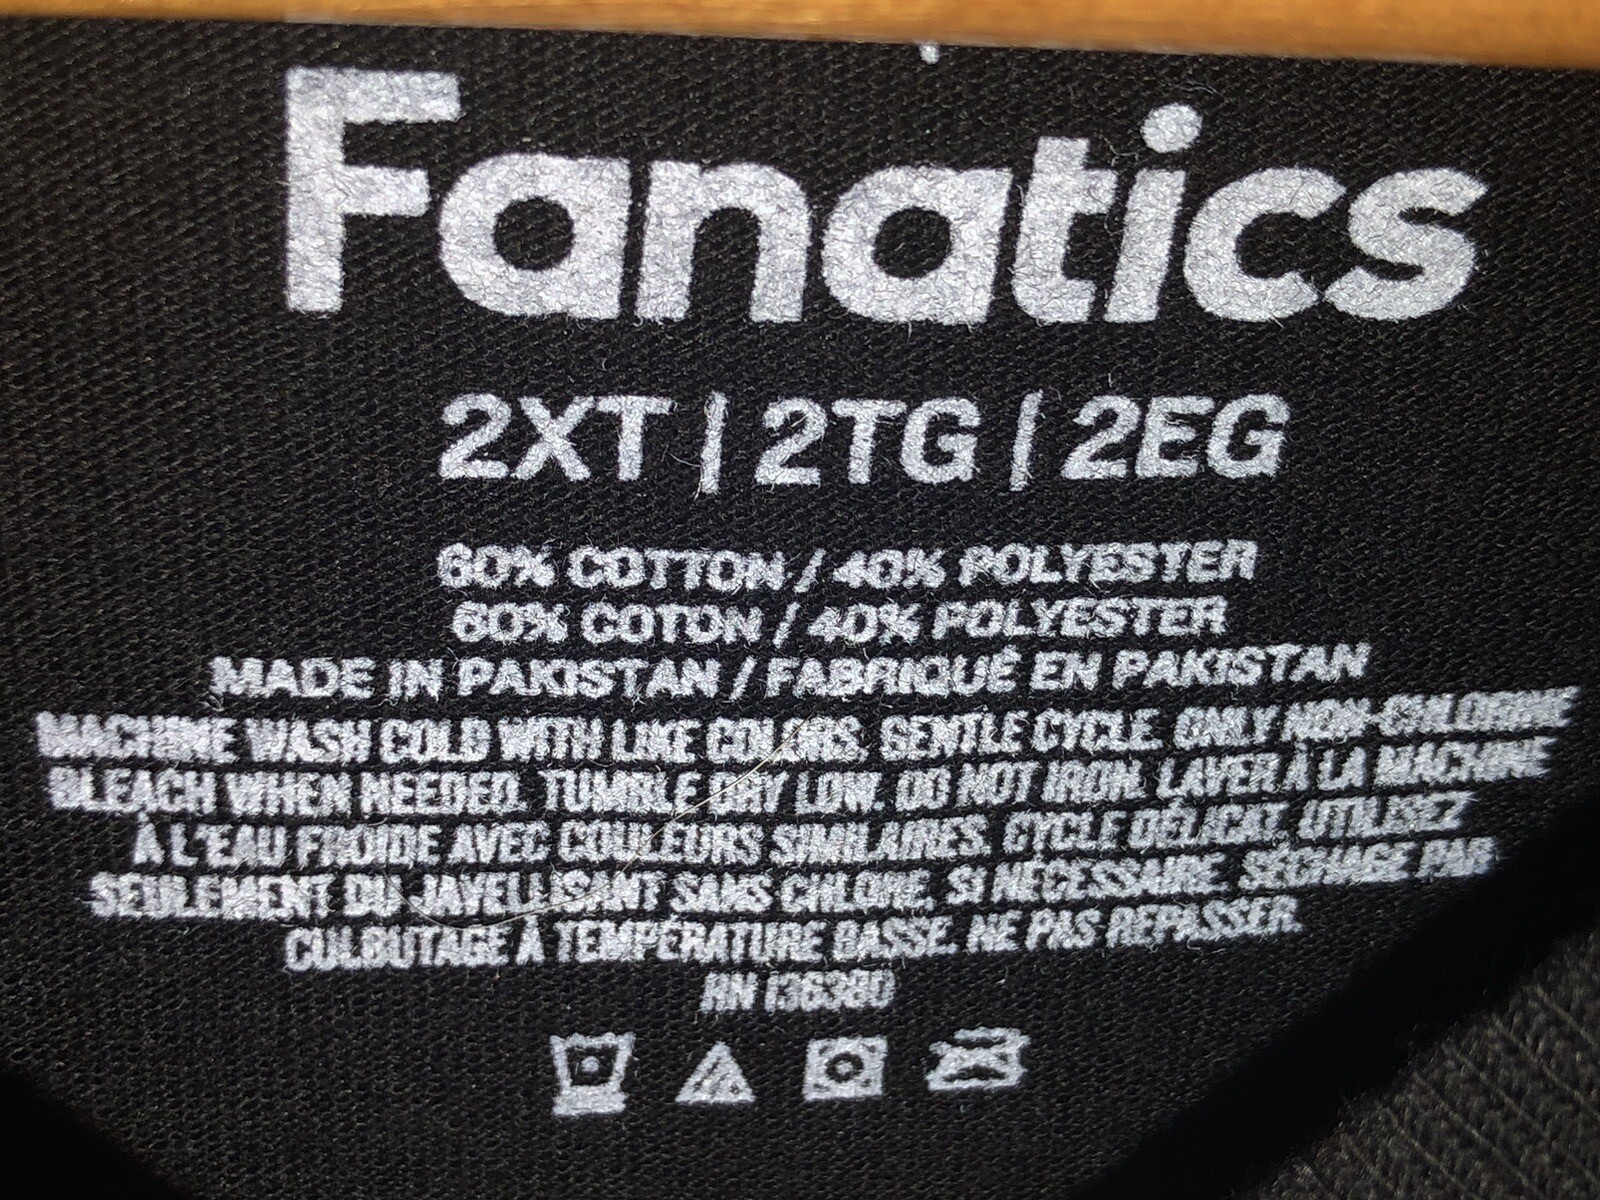 Fanatics
2XT | 2TG | 2EG
60% COTTON / 40% POLYESTER
60% COTON / 40% POLYESTER
MADE IN PAKISTAN / FABRIQUÉ EN PAKISTAN
MACHINE WASH COLD WITH LIKE COLORS. GENTLE CYCLE. ONLY NON-CHLORINE
BLEACH WHEN NEEDED. TUMBLE DRY LOW. DO NOT IRON. LAVER À LA MACHINE
À L'EAU FROIDE AVEC COULEURS SIMILAIRES. CYCLE DÉLICAT. UTILISEZ
SEULEMENT DU JAVELLISANT SANS CHLORE, SI NÉCESSAIRE. SÉCHAGE PAR
CULBUTAGE À TEMPÉRATURE BASSE. NE PAS REPASSER.
RN 136380